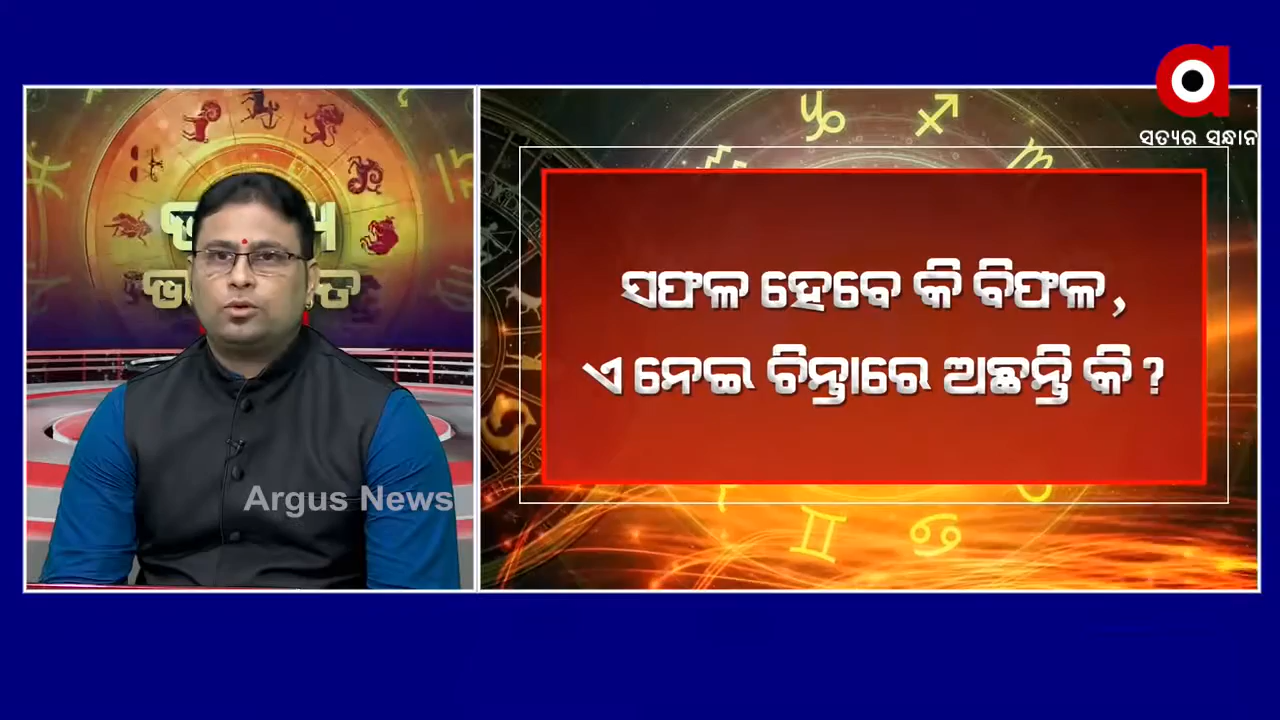 ସତ୍ୟର ସନ୍ଧାନ
ସଫଳ ହେବେ କି ବିଫଳ,
ଏ ନେଇ ଚିନ୍ତାରେ ଅଛନ୍ତି କି ?
Argus News